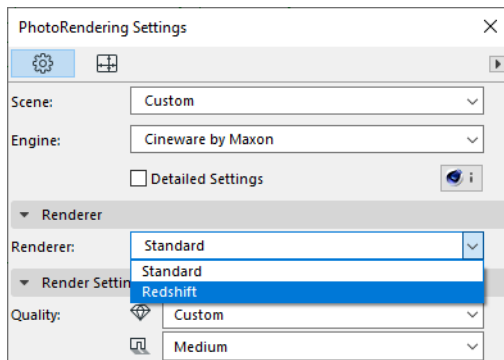 PhotoRendering Settings
Scene: Custom
Engine: Cineware by Maxon
Detailed Settings
i
Renderer
Renderer: Standard
Standard
Render Settin
Redshift
Quality: Custom
Medium